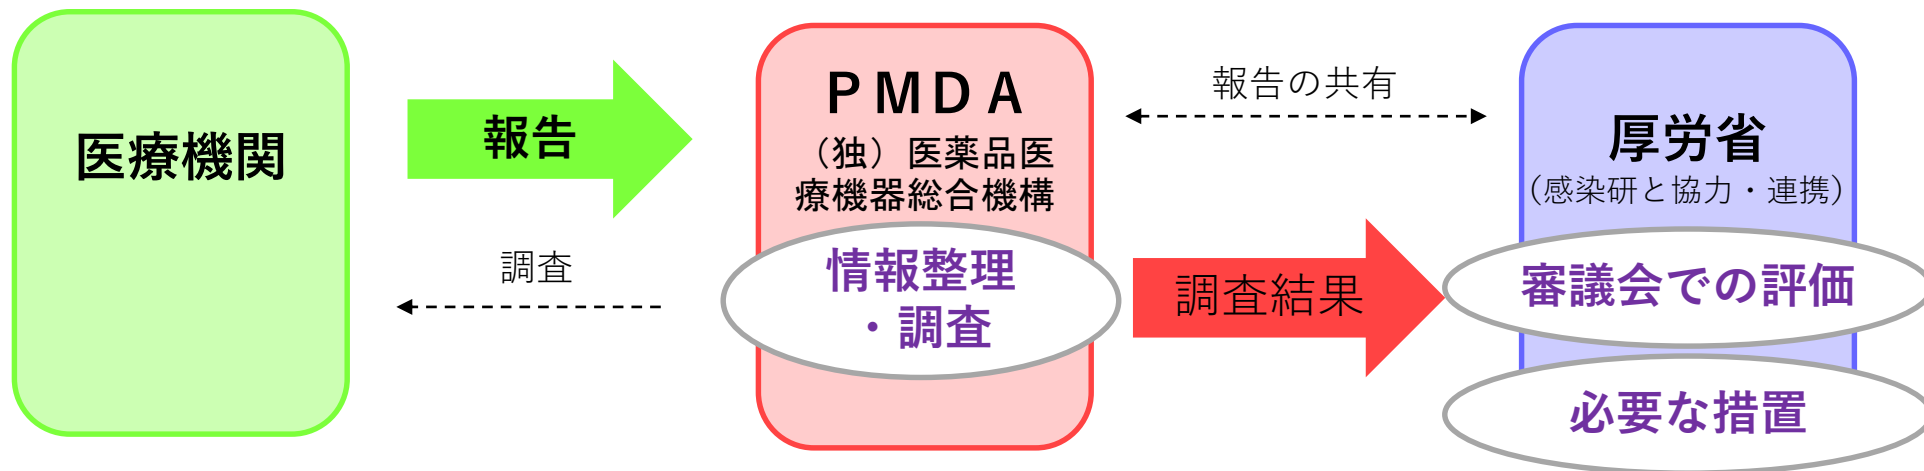 医療機関
報告
調査
PMDA
（独）医薬品医
療機器総合機構
情報整理
・調査
報告の共有
調査結果
厚労省
（感染研と協力・連携）
審議会での評価
必要な措置